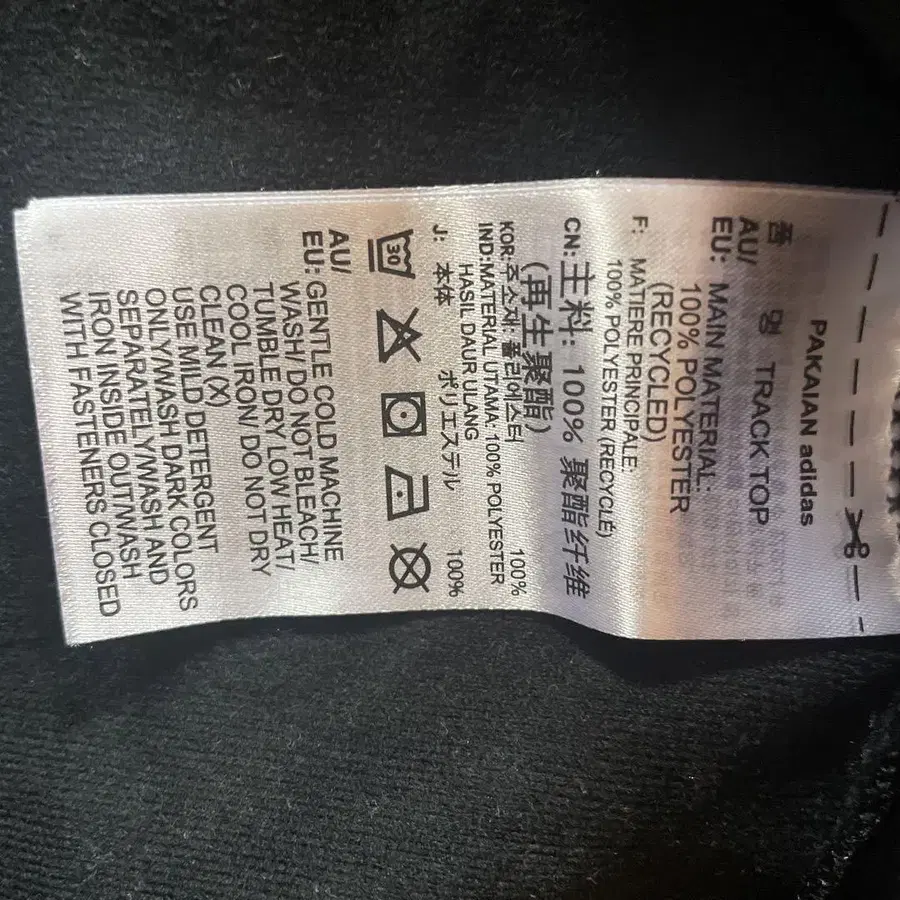 PAKAIAN adidas
품 명 TRACK TOP
AU/
EU: MAIN MATERIAL:
100% POLYESTER
(RECYCLED)
F: MATIERE PRINCIPALE:
100% POLYESTER (RECYCLÉ)
CN:主料: 100% 聚酯纤维
(再生聚酯)
KOR:주소재: 폴리에스터 100%
IND:MATERIAL UTAMA: 100% POLYESTER
HASIL DAUR ULANG
J: 本体 ポリエステル 100%
30
AU/
EU: GENTLE COLD MACHINE
WASH/ DO NOT BLEACH/
TUMBLE DRY LOW HEAT/
COOL IRON/ DO NOT DRY
CLEAN (X)
USE MILD DETERGENT
ONLY/WASH DARK COLORS
SEPARATELY/WASH AND
IRON INSIDE OUT/WASH
WITH FASTENERS CLOSED